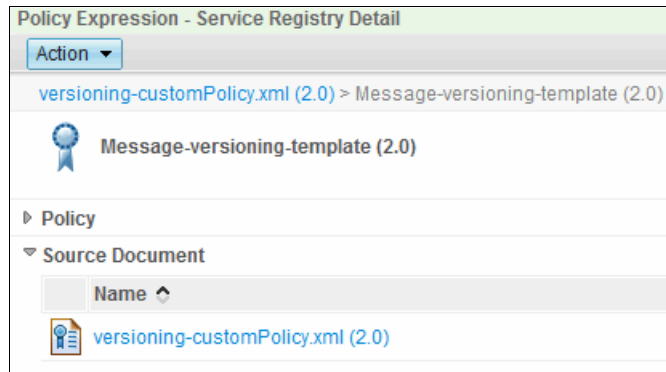 Policy Expression - Service Registry Detail
Action
versioning-customPolicy.xml (2.0) > Message-versioning-template (2.0)
Message-versioning-template (2.0)
Policy
Source Document
Name
versioning-customPolicy.xml (2.0)